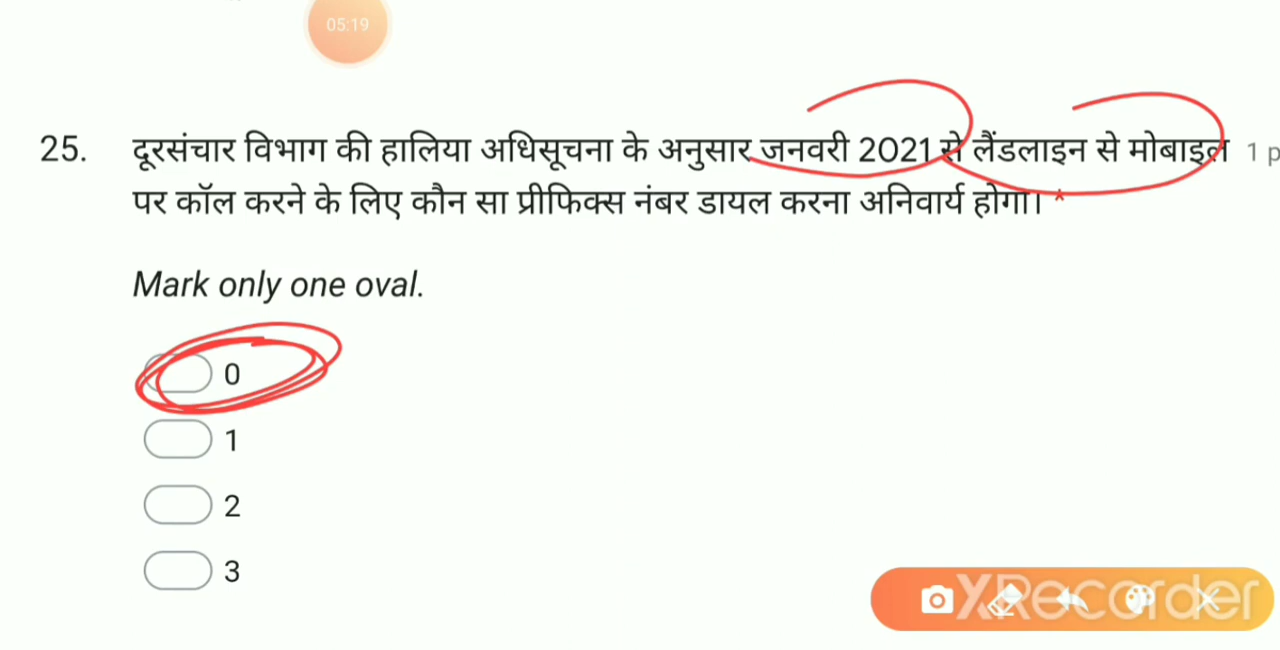 05:19
25. दूरसंचार विभाग की हालिया अधिसूचना के अनुसार जनवरी 2021 से लैंडलाइन से मोबाइल 1 p
पर कॉल करने के लिए कौन सा प्रीफिक्स नंबर डायल करना अनिवार्य होगा। *
Mark only one oval.
0
1
2
3
XRecorder